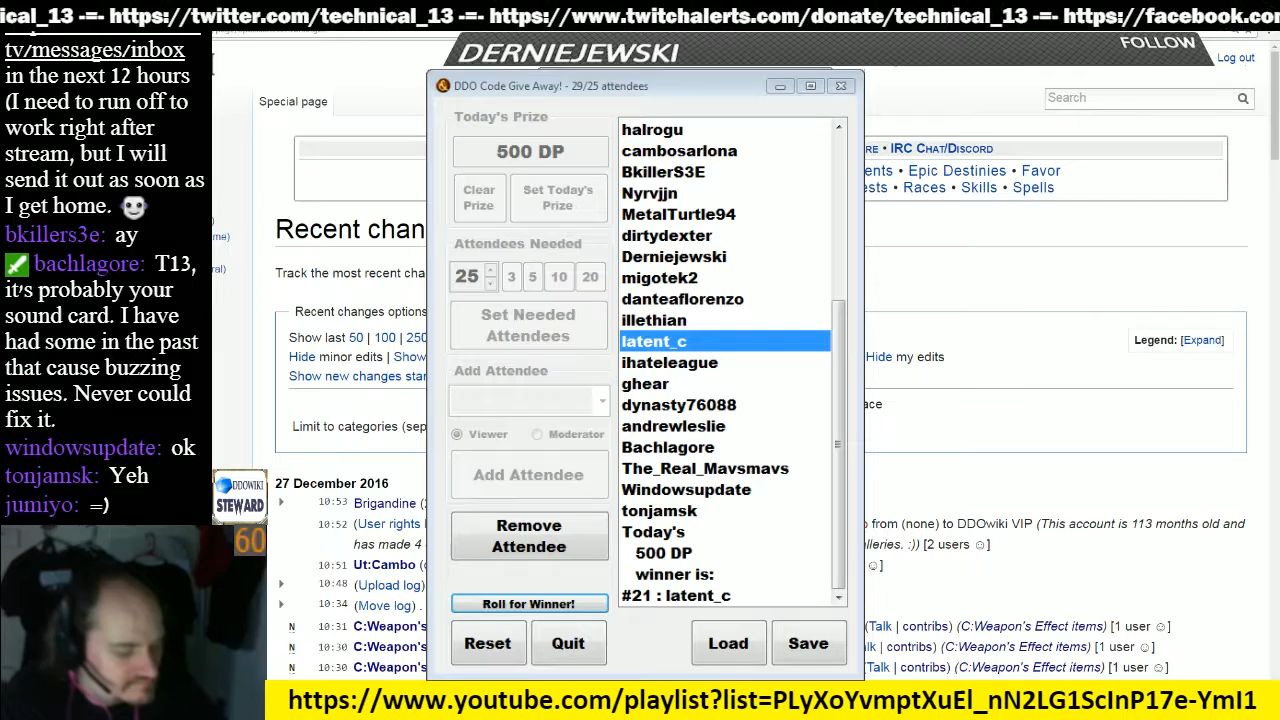 ical_13 -=- https://twitter.com/technical_13 -=- https://www.twitchalerts.com/donate/technical_13 -=- https://facebook.com
tv/messages/inbox
in the next 12 hours
(I need to run off to
work right after
stream, but I will
send it out as soon as
I get home.
bkillers3e: ay
bachlagore: T13,
it's probably your
sound card. I have
had some in the past
that cause buzzing
issues. Never could
fix it.
windowsupdate: ok
tonjamsk: Yeh
jumiyo: =)
DERNIEJEWSKI
FOLLOW
Log out
Special page
Search
RE • IRC Chat/Discord
ents • Epic Destinies • Favor
ests • Races • Skills • Spells
me)
ral)
Recent chan
Track the most recent cha
Recent changes options
Show last 50 | 100 | 250
Hide minor edits | Show
Hide my edits
Show new changes star
Legend: [Expand]
Limit to categories (sep
ace
DDO Code Give Away! - 29/25 attendees
Today's Prize
500 DP
Clear
Prize
Set Today's
Prize
Attendees Needed
25
3
5
10
20
Set Needed
Attendees
Add Attendee
Viewer
Moderator
Add Attendee
Remove
Attendee
Roll for Winner!
Reset
Quit
Load
Save
halrogu
cambosarlona
BkillerS3E
Nyrvjjn
MetalTurtle94
dirtydexter
Derniejewski
migotek2
danteaflorenzo
illethian
latent_c
ihateleague
ghear
dynasty76088
andrewleslie
Bachlagore
The_Real_Mavsmavs
Windowsupdate
tonjamsk
Today's
500 DP
winner is:
#21 : latent_c
DDOWIKI
STEWARD
60
27 December 2016
10:53 Brigandine (
10:52 (User rights l
p from (none) to DDOwiki VIP (This account is 113 months old and
has made 4
lleries. :)) [2 users ☺]
10:51 Ut:Cambo (
☺]
10:48 (Upload log)
10:34 (Move log) .
N 10:31 C:Weapon's
(Talk | contribs) (C:Weapon's Effect items) [1 user ☺]
N 10:30 C:Weapon's
(Talk | contribs) (C:Weapon's Effect items) [1 user ☺]
N 10:30 C:Weapon's
(Talk | contribs) (C:Weapon's Effect items) [1 user ☺]
https://www.youtube.com/playlist?list=PLyXoYvmptXuEl_nN2LG1ScInP17e-YmI1